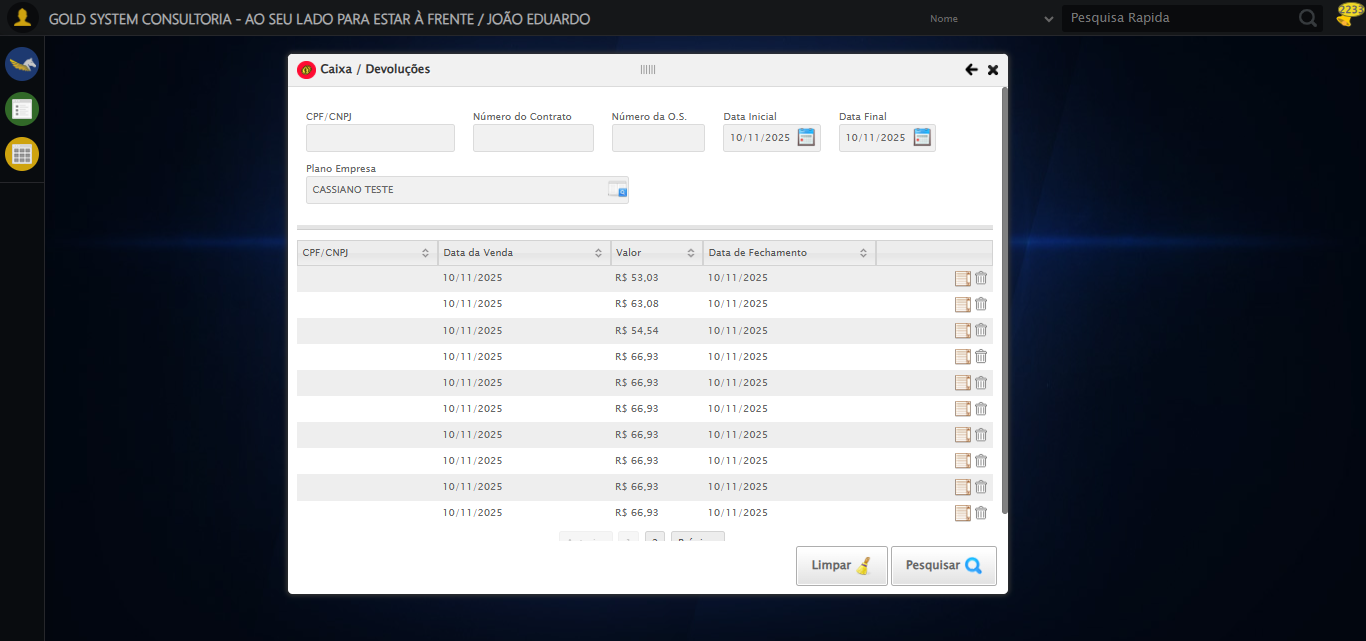 GOLD SYSTEM CONSULTORIA - AO SEU LADO PARA ESTAR À FRENTE / JOÃO EDUARDO
Nome
Pesquisa Rapida
2233
Caixa / Devoluções
CPF/CNPJ Número do Contrato Número da O.S. Data Inicial Data Final
10/11/2025 10/11/2025
Plano Empresa
CASSIANO TESTE
CPF/CNPJ Data da Venda Valor Data de Fechamento
10/11/2025 R$ 53,03 10/11/2025
10/11/2025 R$ 63,08 10/11/2025
10/11/2025 R$ 54,54 10/11/2025
10/11/2025 R$ 66,93 10/11/2025
10/11/2025 R$ 66,93 10/11/2025
10/11/2025 R$ 66,93 10/11/2025
10/11/2025 R$ 66,93 10/11/2025
10/11/2025 R$ 66,93 10/11/2025
10/11/2025 R$ 66,93 10/11/2025
10/11/2025 R$ 66,93 10/11/2025
Limpar Pesquisar